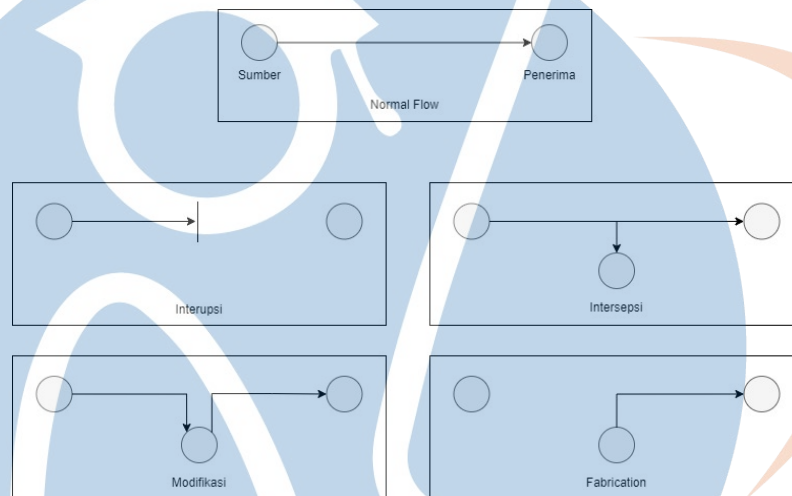 Sumber
Penerima
Normal Flow
Interupsi
Intersepsi
Modifikasi
Fabrication